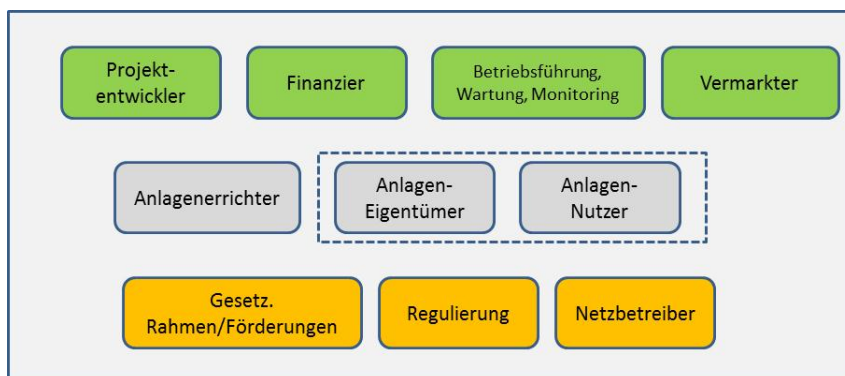 Projekt-
entwickler
Finanzier
Betriebsführung,
Wartung, Monitoring
Vermarkter
Anlagenerrichter
Anlagen-
Eigentümer
Anlagen-
Nutzer
Gesetz.
Rahmen/Förderungen
Regulierung
Netzbetreiber